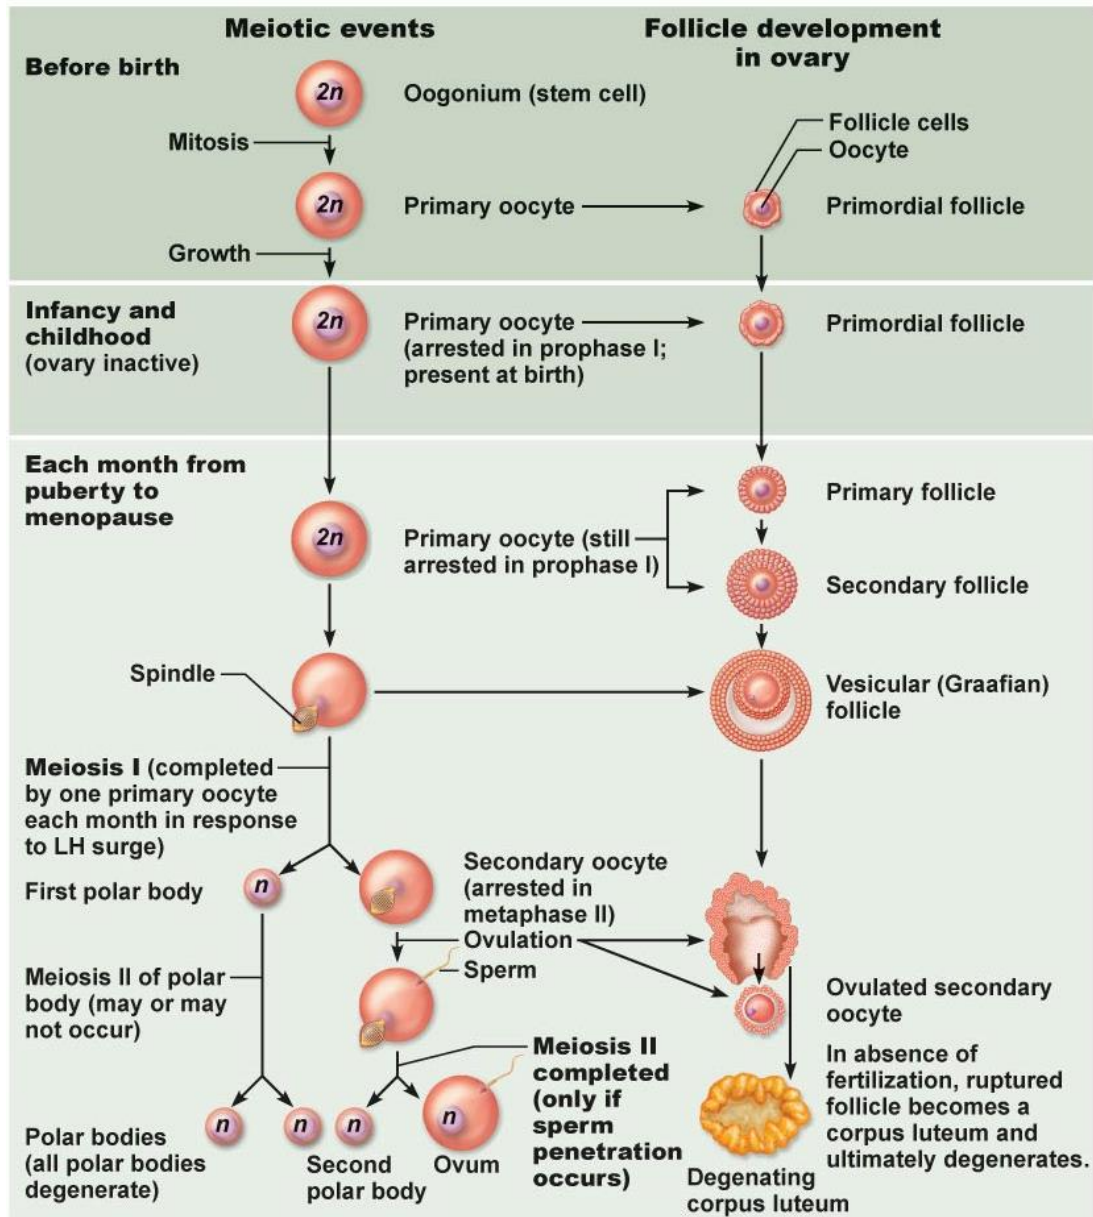 Meiotic events
Follicle development
in ovary
Before birth
2n
Oogonium (stem cell)
Mitosis
Follicle cells
Oocyte
2n
Primary oocyte
Primordial follicle
Growth
Infancy and
childhood
(ovary inactive)
2n
Primary oocyte
(arrested in prophase I;
present at birth)
Primordial follicle
Each month from
puberty to
menopause
2n
Primary oocyte (still
arrested in prophase I)
Primary follicle
Secondary follicle
Spindle
Vesicular (Graafian)
follicle
Meiosis I (completed
by one primary oocyte
each month in response
to LH surge)
First polar body
n
Secondary oocyte
(arrested in
metaphase II)
Ovulation
Sperm
Meiosis II of polar
body (may or may
not occur)
Ovulated secondary
oocyte
Meiosis II
completed
(only if
sperm
penetration
occurs)
In absence of
fertilization, ruptured
follicle becomes a
corpus luteum and
ultimately degenerates.
n
n
n
n
Polar bodies
(all polar bodies
degenerate)
Second
polar body
Ovum
Degenating
corpus luteum